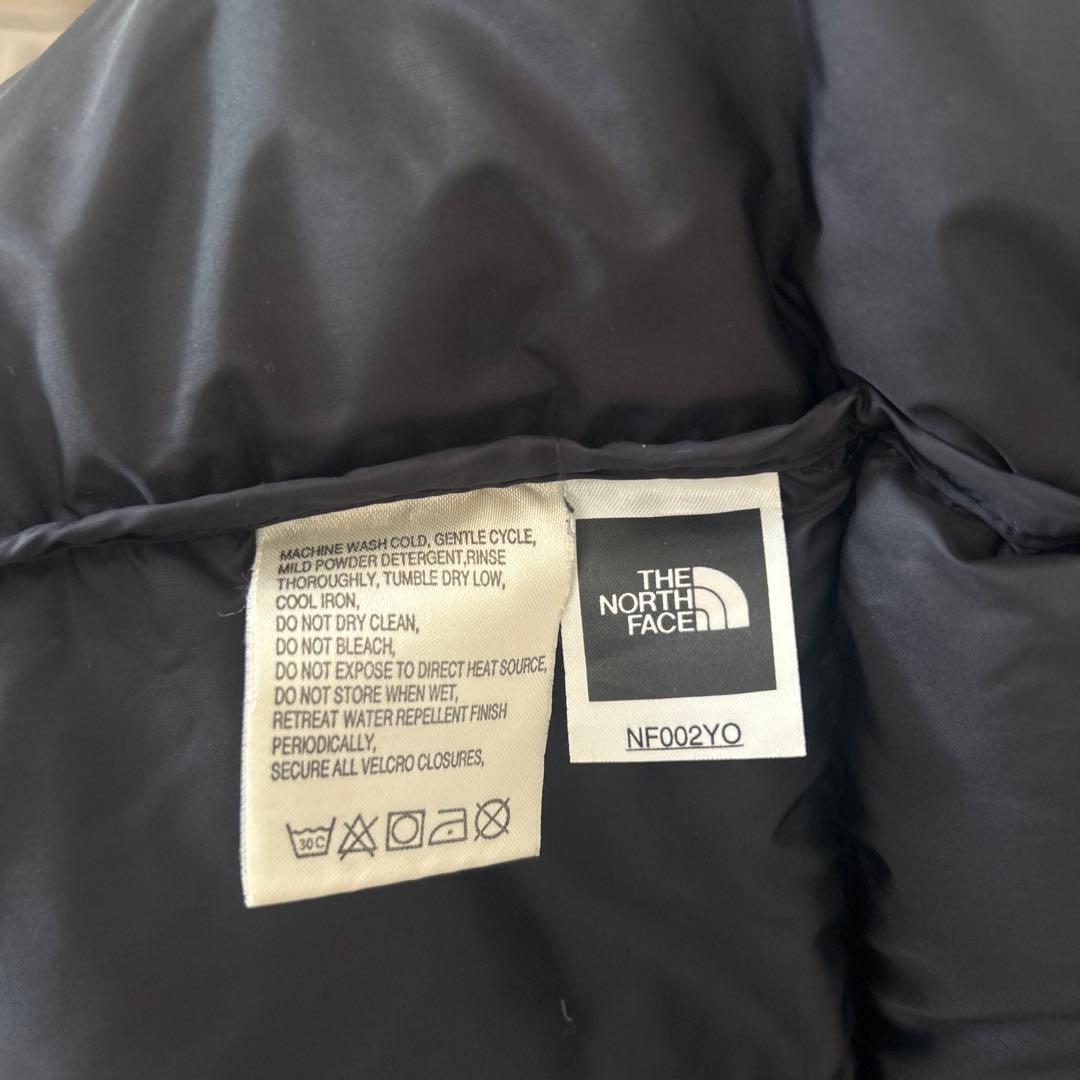 MACHINE WASH COLD, GENTLE CYCLE,
MILD POWDER DETERGENT,RINSE
THOROUGHLY, TUMBLE DRY LOW,
COOL IRON,
DO NOT DRY CLEAN,
DO NOT BLEACH,
DO NOT EXPOSE TO DIRECT HEAT SOURCE,
DO NOT STORE WHEN WET,
RETREAT WATER REPELLENT FINISH
PERIODICALLY,
SECURE ALL VELCRO CLOSURES,
30C
THE
NORTH
FACE
NF002YO